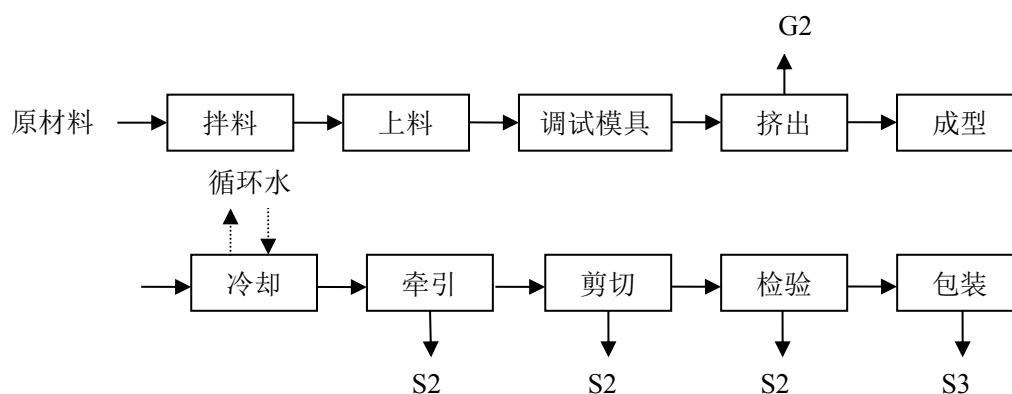 G2
原材料 拌料 上料 调试模具 挤出 成型
循环水
冷却 牵引 剪切 检验 包装
S2 S2 S2 S3